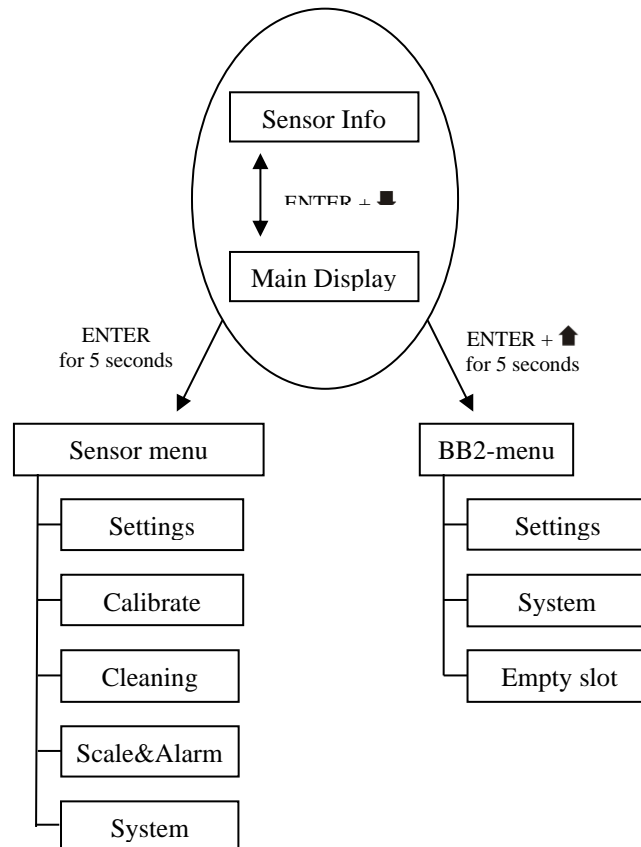 Sensor Info
ENTER + 🡇
Main Display
ENTER
for 5 seconds
ENTER + 🡅
for 5 seconds
Sensor menu
BB2-menu
Settings
Settings
Calibrate
System
Cleaning
Empty slot
Scale&Alarm
System